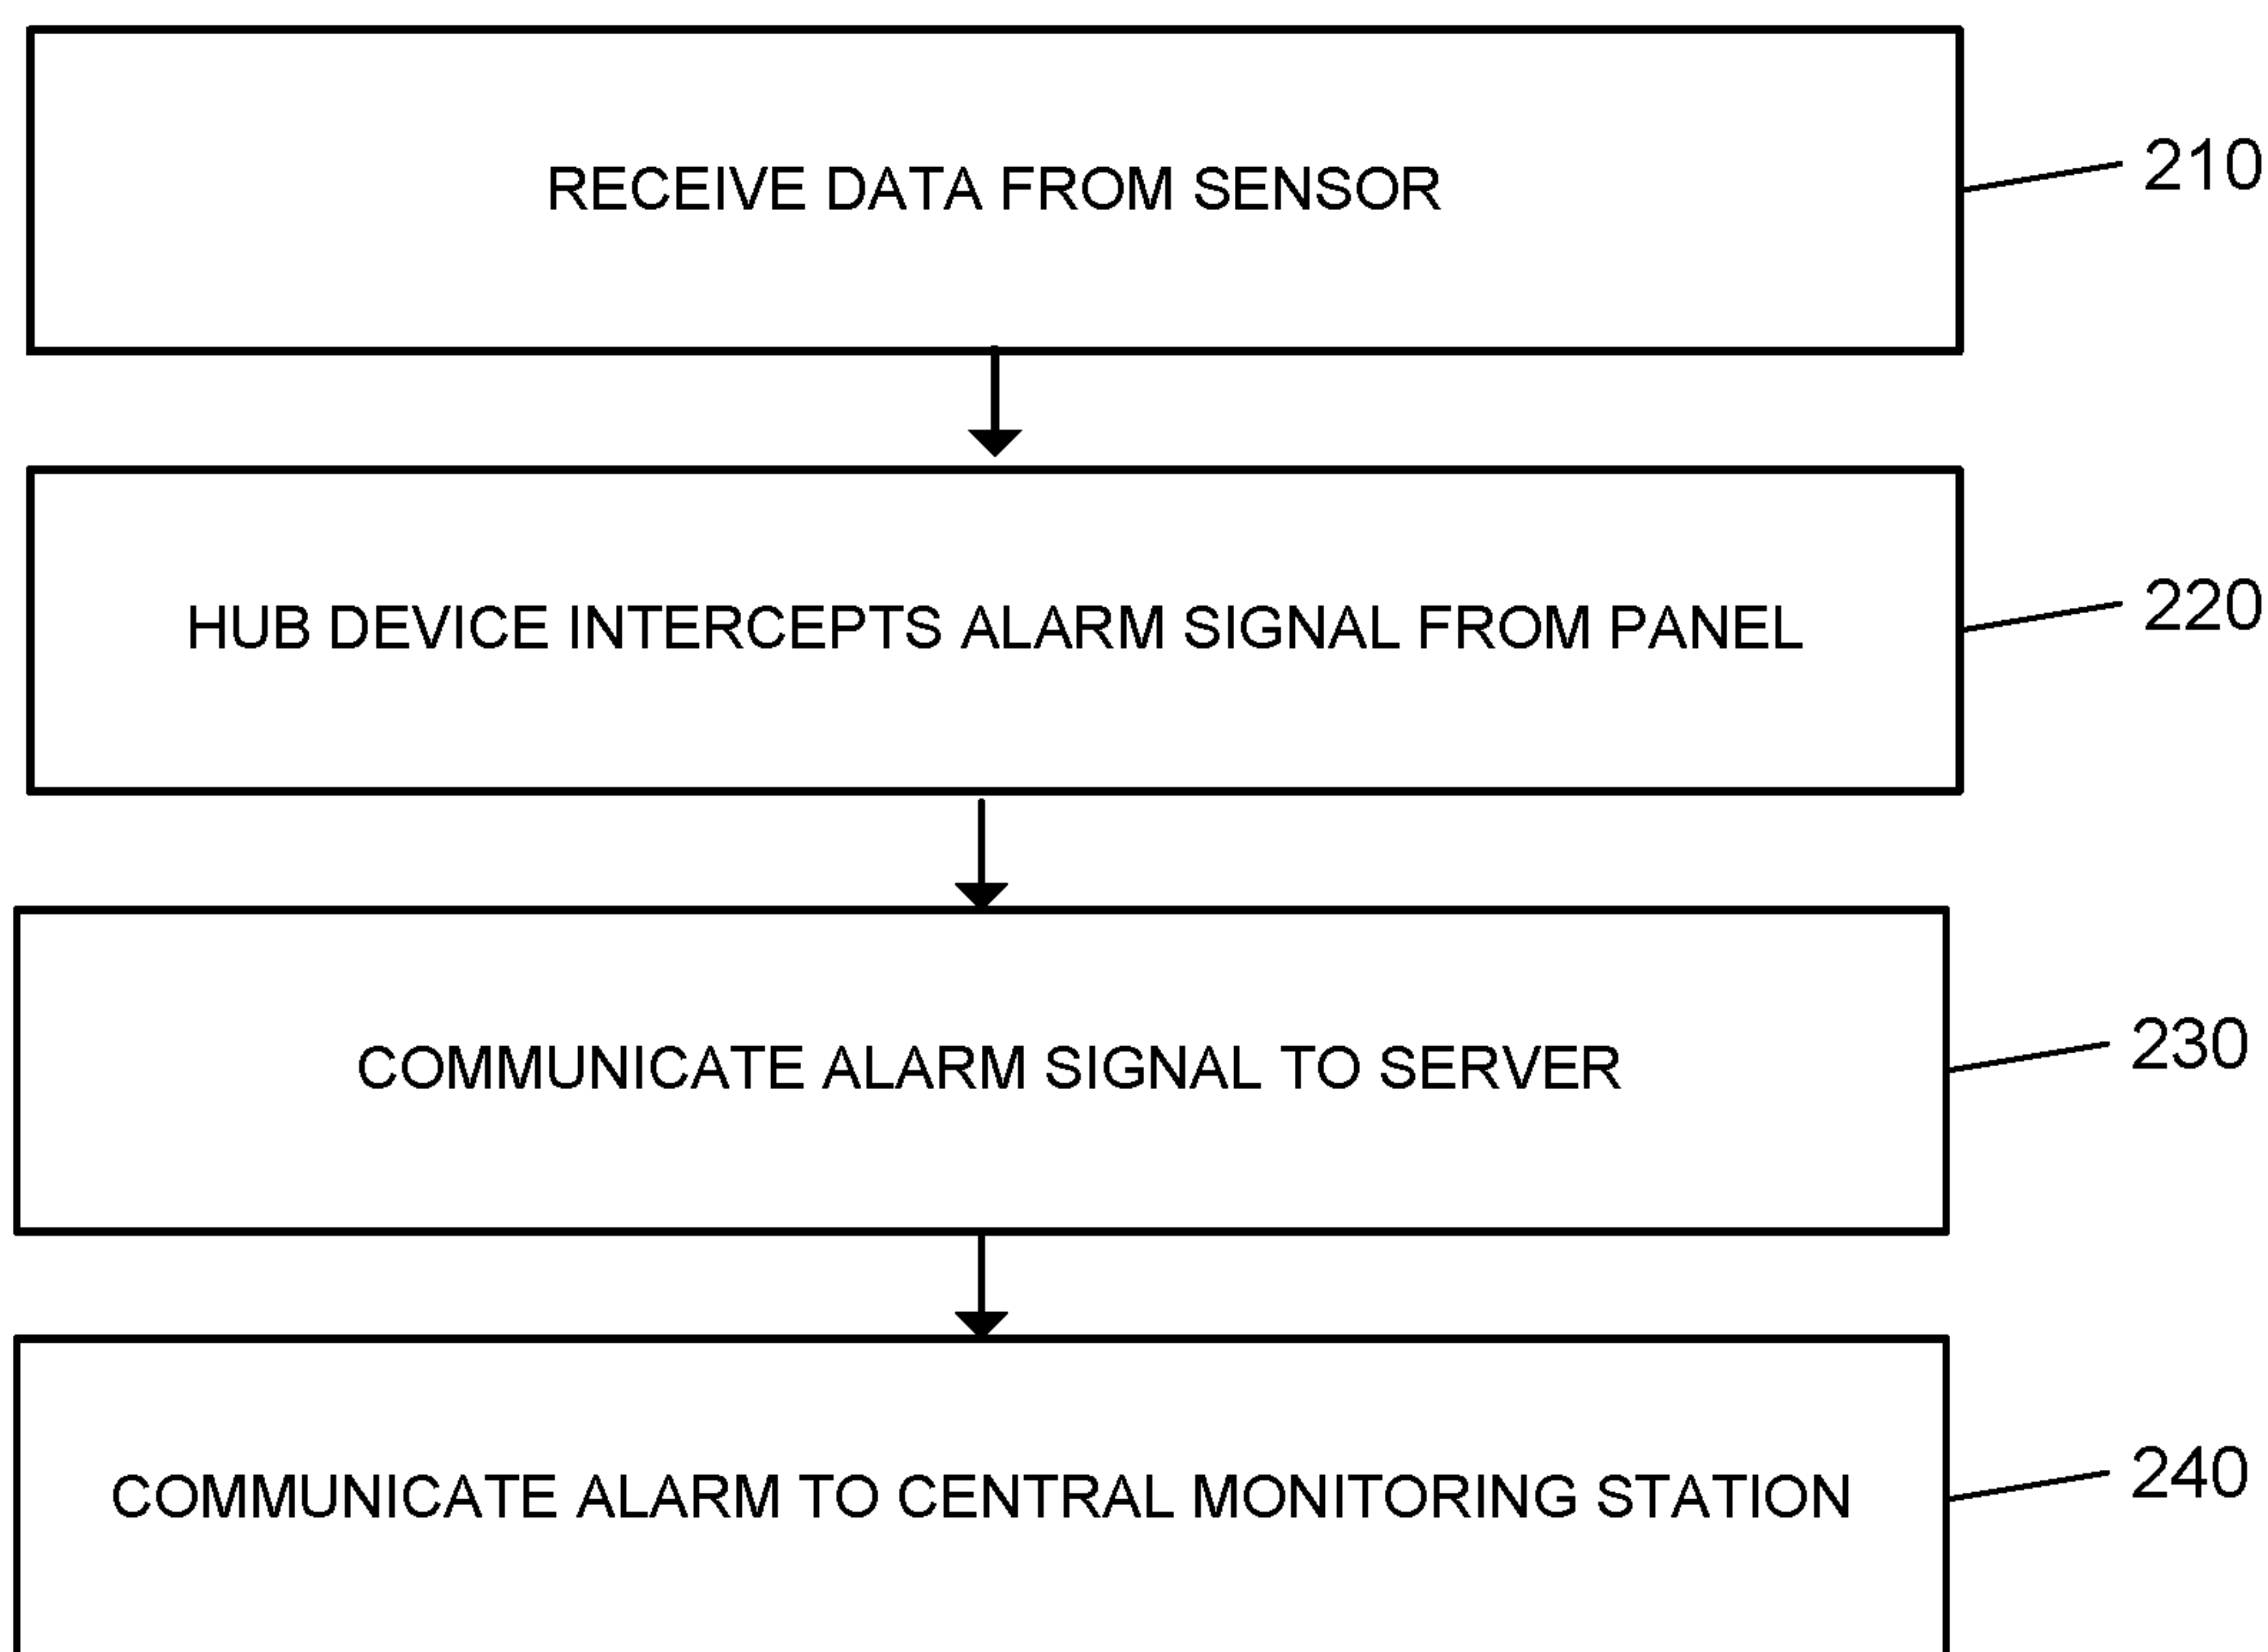 RECEIVE DATA FROM SENSOR
210
HUB DEVICE INTERCEPTS ALARM SIGNAL FROM PANEL
220
COMMUNICATE ALARM SIGNAL TO SERVER
230
COMMUNICATE ALARM TO CENTRAL MONITORING STATION
240